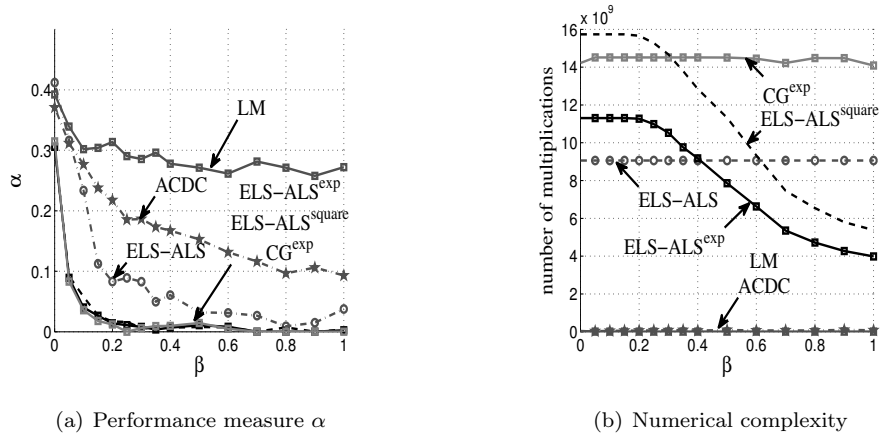 0.4
0.3
0.2
0.1
0
α
LM
ACDC
ELS–ALS^exp
ELS–ALS^square
CG^exp
ELS–ALS
0 0.2 0.4 0.6 0.8 1
β
(a) Performance measure α
x 10^9
16
14
12
10
8
6
4
2
0
number of multiplications
CG^exp
ELS–ALS^square
ELS–ALS
ELS–ALS^exp
LM
ACDC
0 0.2 0.4 0.6 0.8 1
β
(b) Numerical complexity